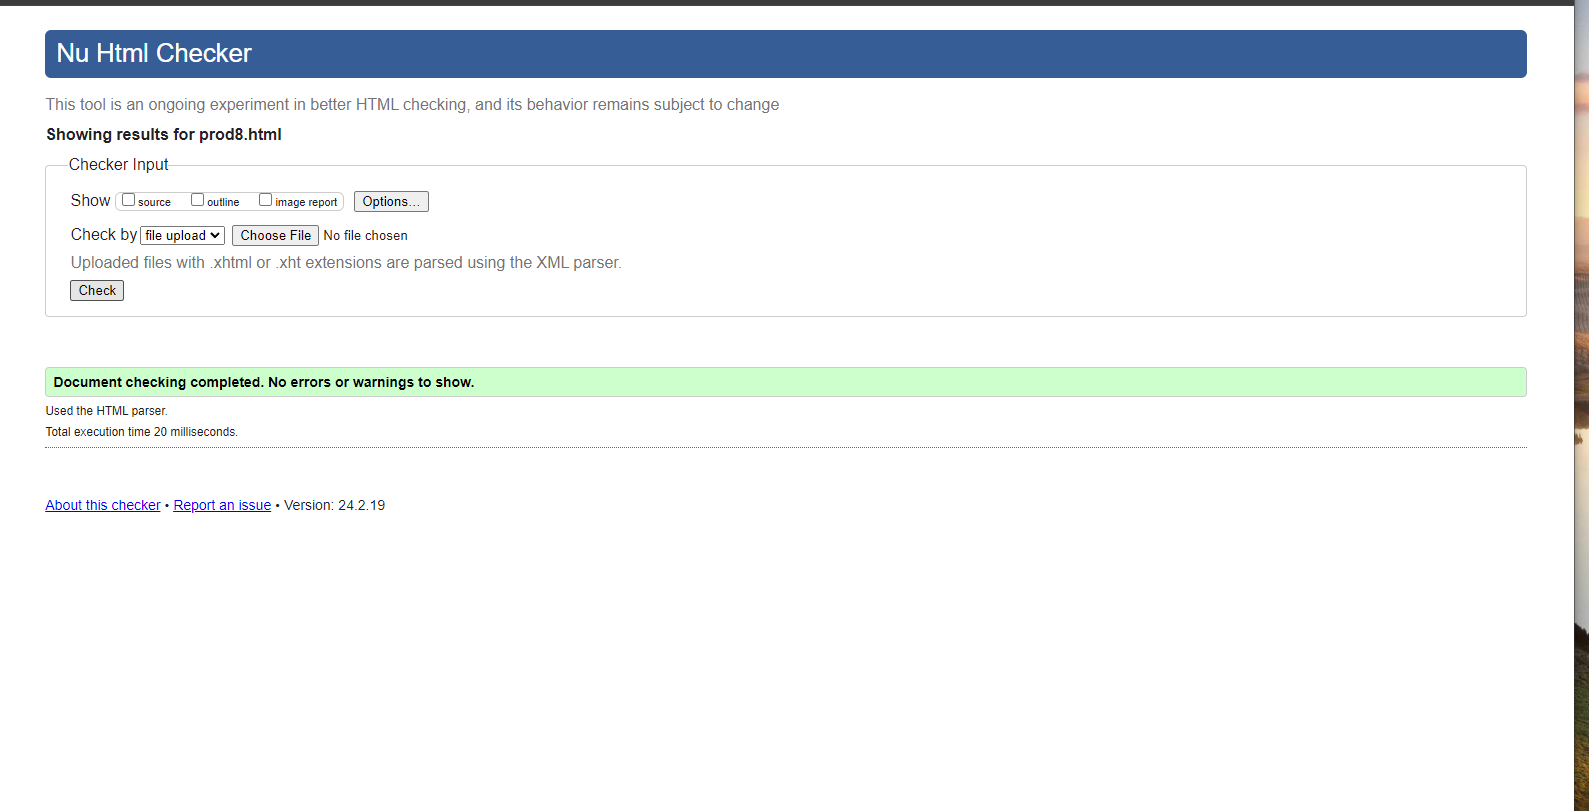 Nu Html Checker
This tool is an ongoing experiment in better HTML checking, and its behavior remains subject to change
Showing results for prod8.html
Checker Input
Show source outline image report Options...
Check by file upload Choose File No file chosen
Uploaded files with .xhtml or .xht extensions are parsed using the XML parser.
Check
Document checking completed. No errors or warnings to show.
Used the HTML parser.
Total execution time 20 milliseconds.
About this checker • Report an issue • Version: 24.2.19